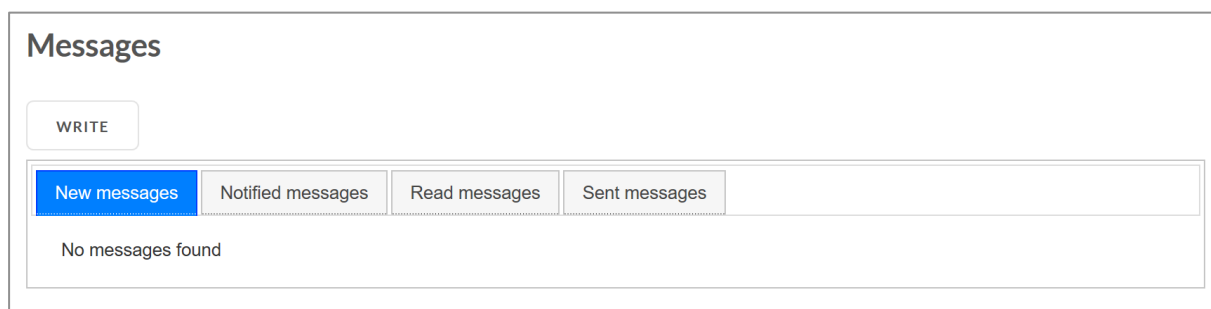 Messages
WRITE
New messages Notified messages Read messages Sent messages
No messages found